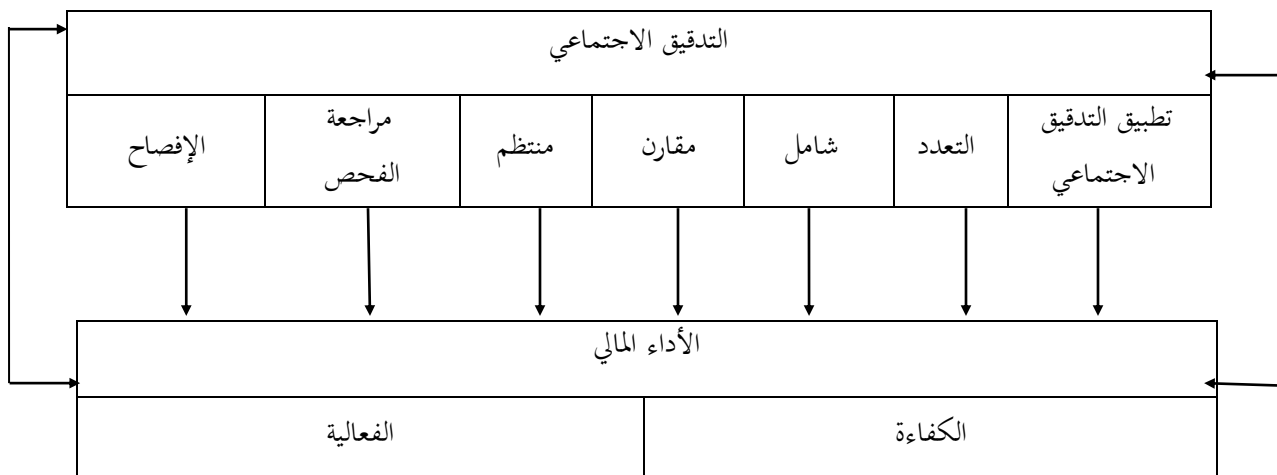 التدقيق الاجتماعي
تطبيق التدقيق
الاجتماعي
التعدد
شامل
مقارن
منتظم
مراجعة
الفحص
الإفصاح
الأداء المالي
الكفاءة
الفعالية